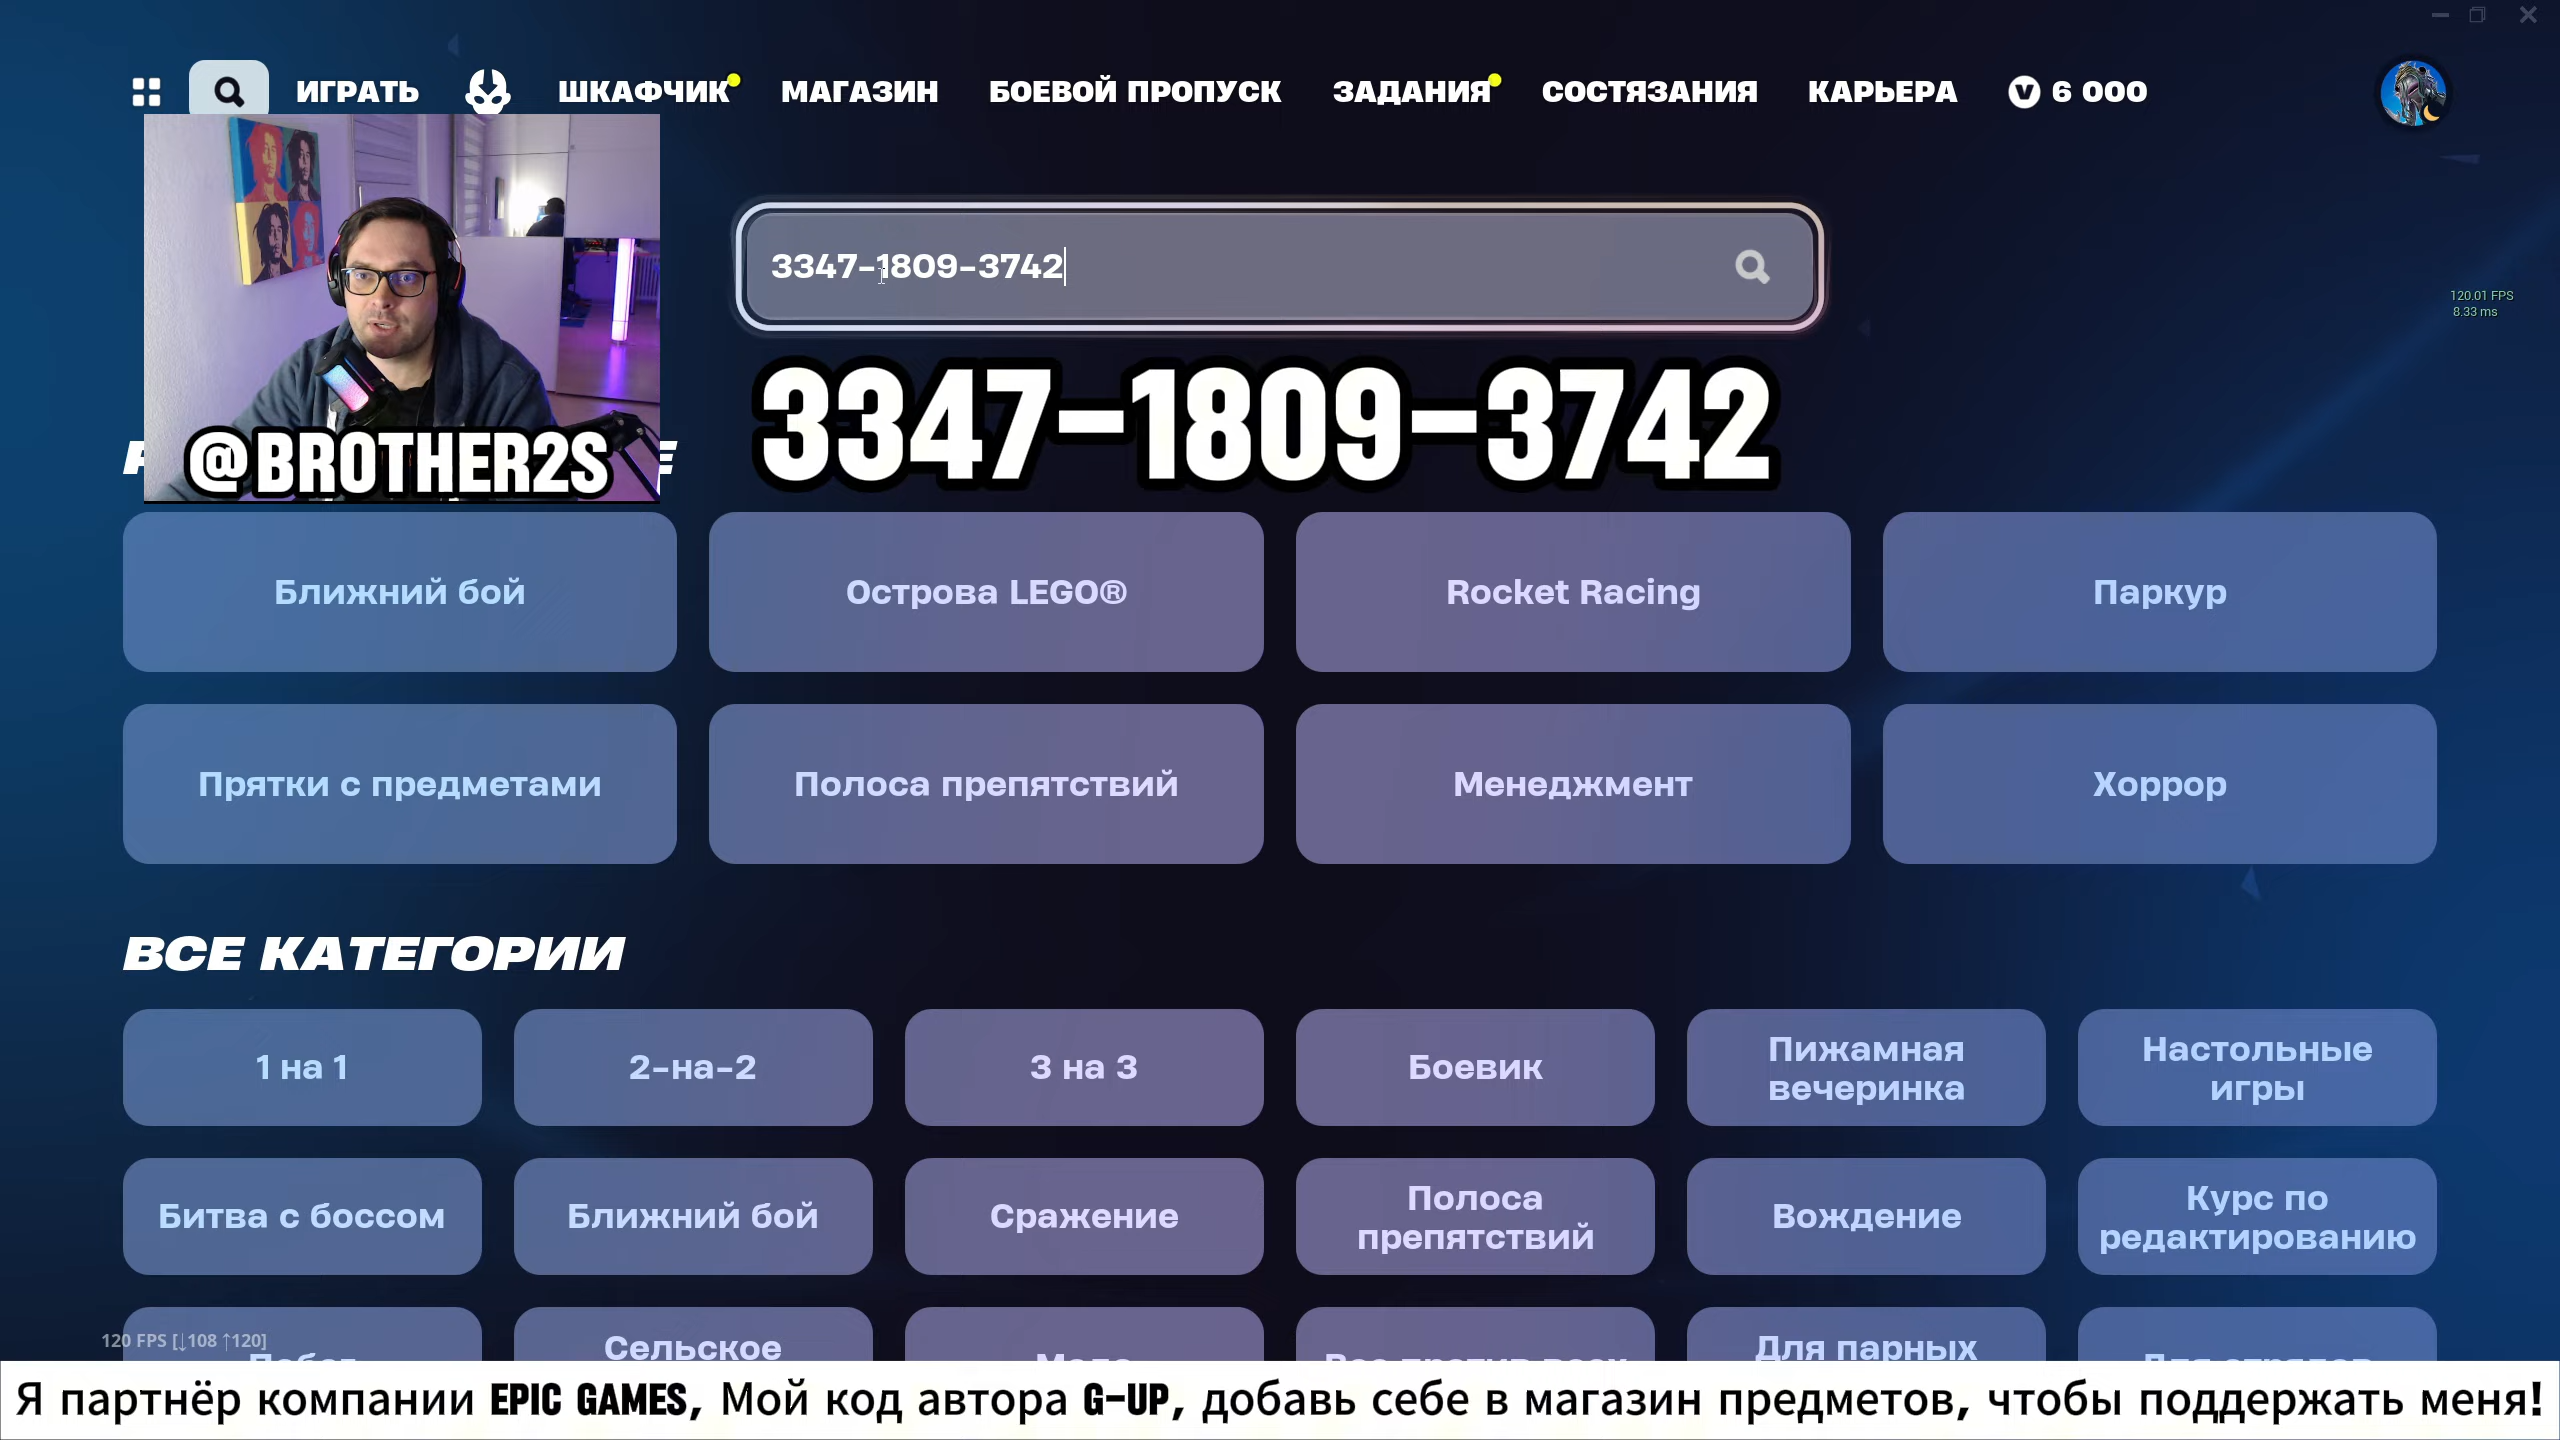 ИГРАТЬ ШКАФЧИК МАГАЗИН БОЕВОЙ ПРОПУСК ЗАДАНИЯ СОСТЯЗАНИЯ КАРЬЕРА V 6 000
3347-1809-3742
120.01 FPS
8.33 ms
3347-1809-3742
@BROTHER2S
Ближний бой
Острова LEGO®
Rocket Racing
Паркур
Прятки с предметами
Полоса препятствий
Менеджмент
Хоррор
ВСЕ КАТЕГОРИИ
1 на 1
2-на-2
3 на 3
Боевик
Пижамная
вечеринка
Настольные
игры
Битва с боссом
Ближний бой
Сражение
Полоса
препятствий
Вождение
Курс по
редактированию
120 FPS [↓108 ↑120]
Сельское
Все против всех
Для парных
Я партнёр компании EPIC GAMES, Мой код автора G-UP, добавь себе в магазин предметов, чтобы поддержать меня!